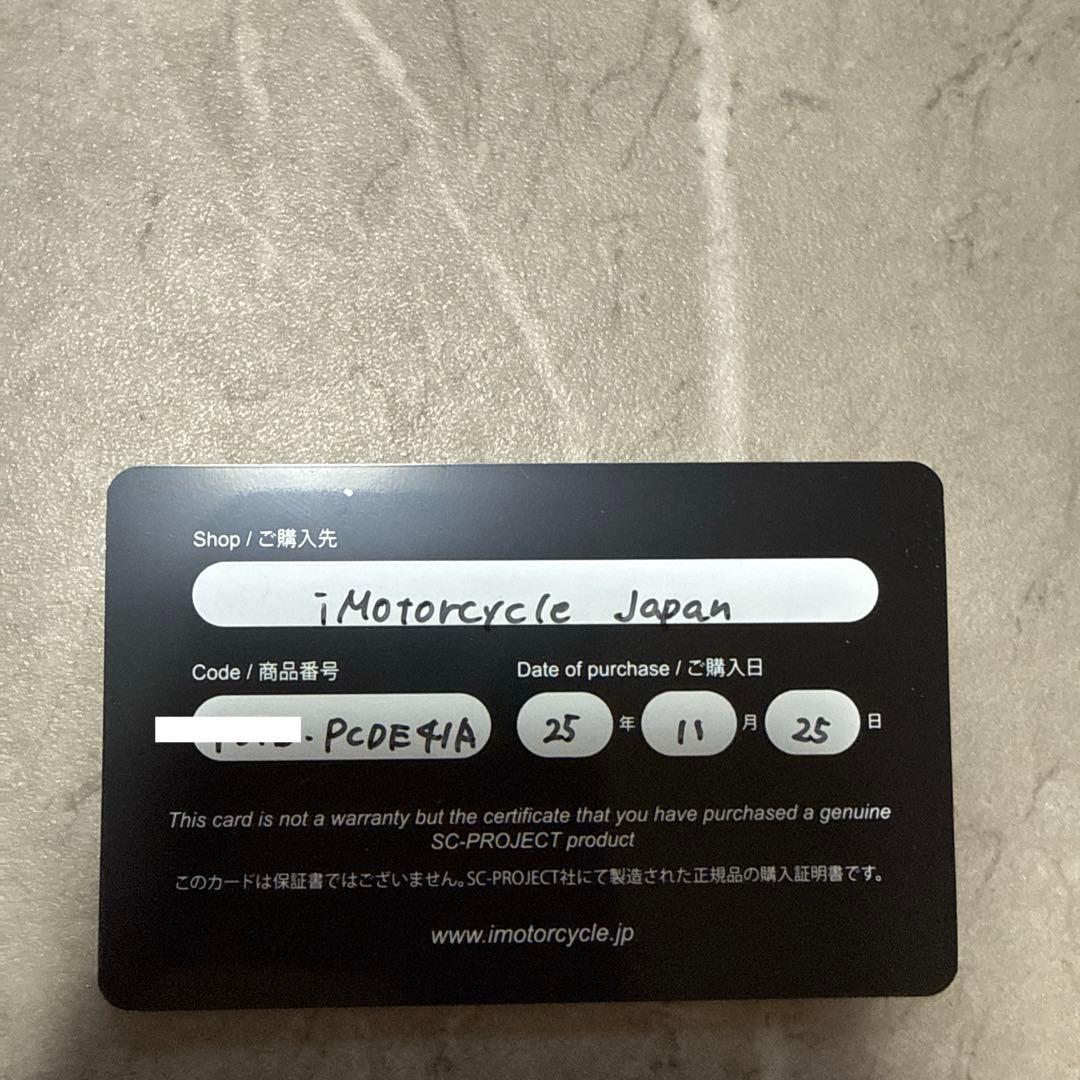 Shop / ご購入先
iMotorcycle Japan
Code / 商品番号
Date of purchase / ご購入日
PCDE41A
25 年 11 月 25 日
This card is not a warranty but the certificate that you have purchased a genuine
SC-PROJECT product
このカードは保証書ではございません。SC-PROJECT社にて製造された正規品の購入証明書です。
www.imotorcycle.jp